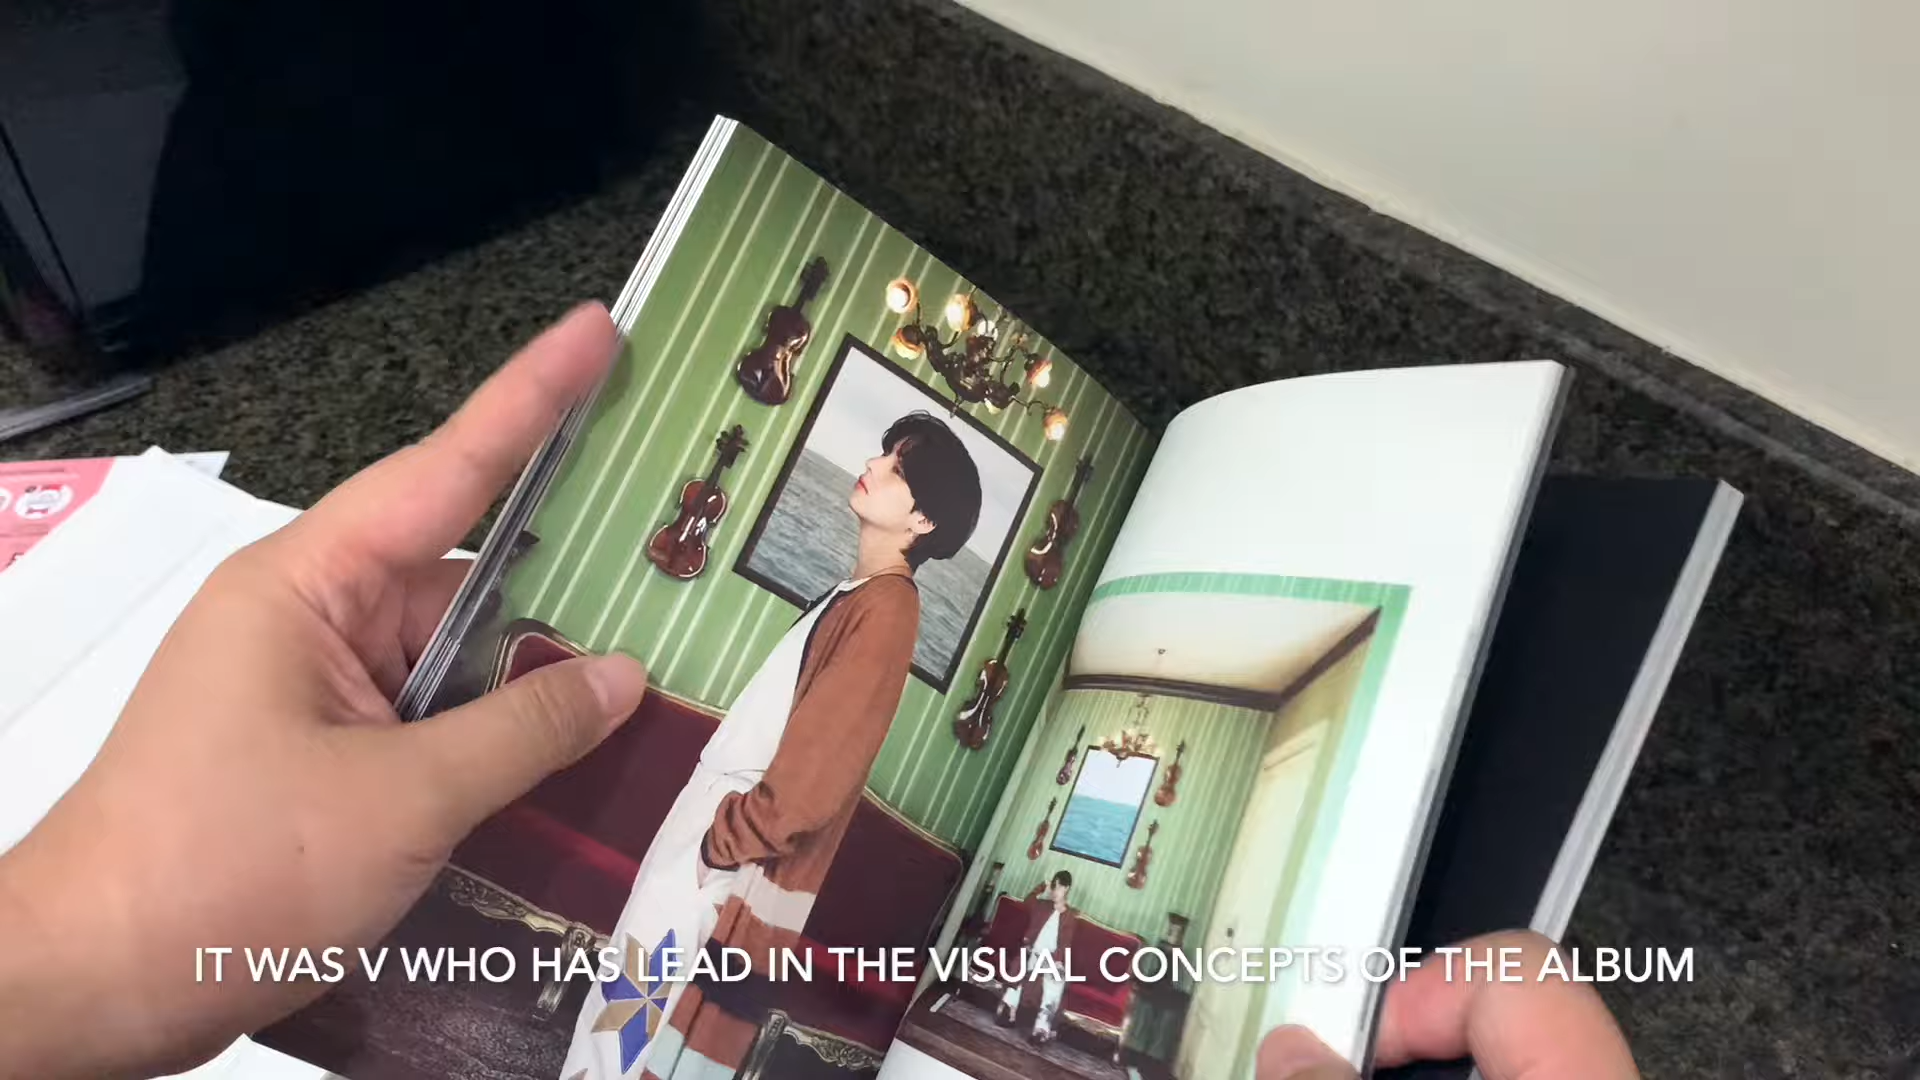 IT WAS V WHO HAS LEAD IN THE VISUAL CONCEPTS OF THE ALBUM